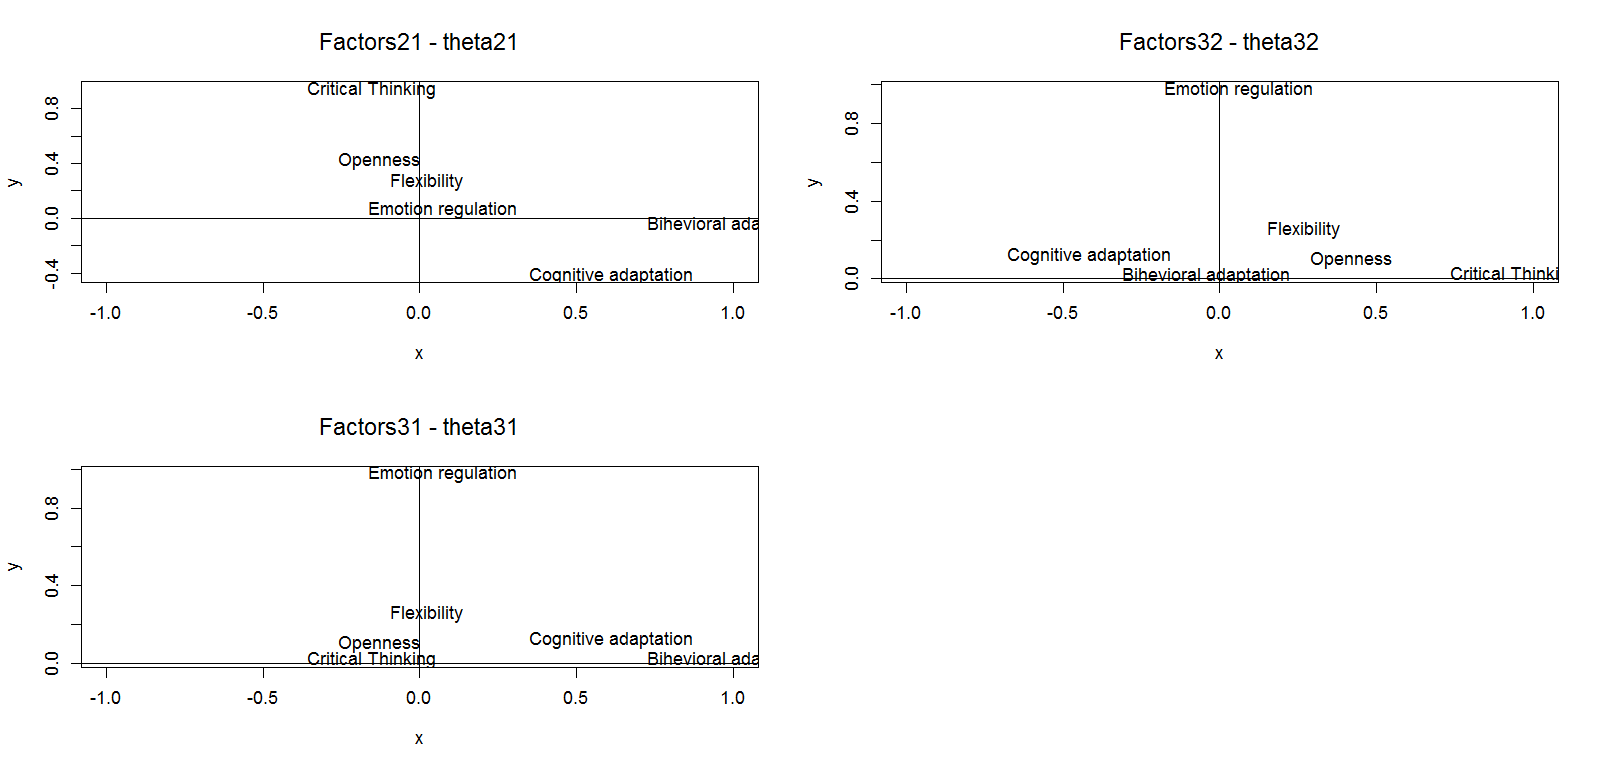 Factors21 - theta21
Critical Thinking
0.8
Openness
0.4
Flexibility
y
Emotion regulation
0.0
Bihevioral ada
-0.4
Cognitive adaptation
-1.0 -0.5 0.0 0.5 1.0
x
Factors32 - theta32
Emotion regulation
0.8
y
0.4
Flexibility
Cognitive adaptation
Openness
0.0
Bihevioral adaptation
Critical Thinki
-1.0 -0.5 0.0 0.5 1.0
x
Factors31 - theta31
Emotion regulation
0.8
y
0.4
Flexibility
Openness
Cognitive adaptation
0.0
Critical Thinking
Bihevioral ada
-1.0 -0.5 0.0 0.5 1.0
x